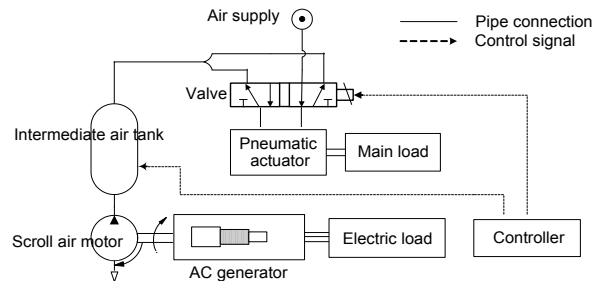 Air supply
Pipe connection
Control signal
Valve
Intermediate air tank
Pneumatic
actuator
Main load
Scroll air motor
Electric load
Controller
AC generator